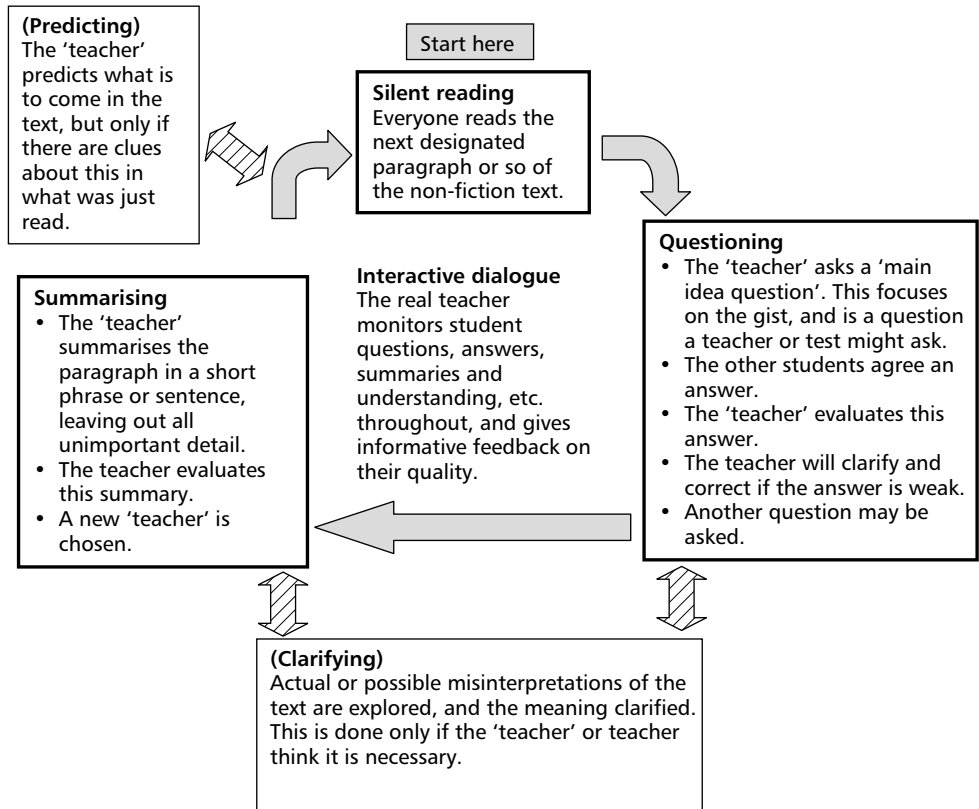 (Predicting)
The ‘teacher’
predicts what is
to come in the
text, but only if
there are clues
about this in
what was just
read.
Start here
Silent reading
Everyone reads the
next designated
paragraph or so of
the non-fiction text.
Questioning
• The ‘teacher’ asks a ‘main
idea question’. This focuses
on the gist, and is a question
a teacher or test might ask.
• The other students agree an
answer.
• The ‘teacher’ evaluates this
answer.
• The teacher will clarify and
correct if the answer is weak.
• Another question may be
asked.
Interactive dialogue
The real teacher
monitors student
questions, answers,
summaries and
understanding, etc.
throughout, and gives
informative feedback on
their quality.
Summarising
• The ‘teacher’
summarises the
paragraph in a short
phrase or sentence,
leaving out all
unimportant detail.
• The teacher evaluates
this summary.
• A new ‘teacher’ is
chosen.
(Clarifying)
Actual or possible misinterpretations of the
text are explored, and the meaning clarified.
This is done only if the ‘teacher’ or teacher
think it is necessary.